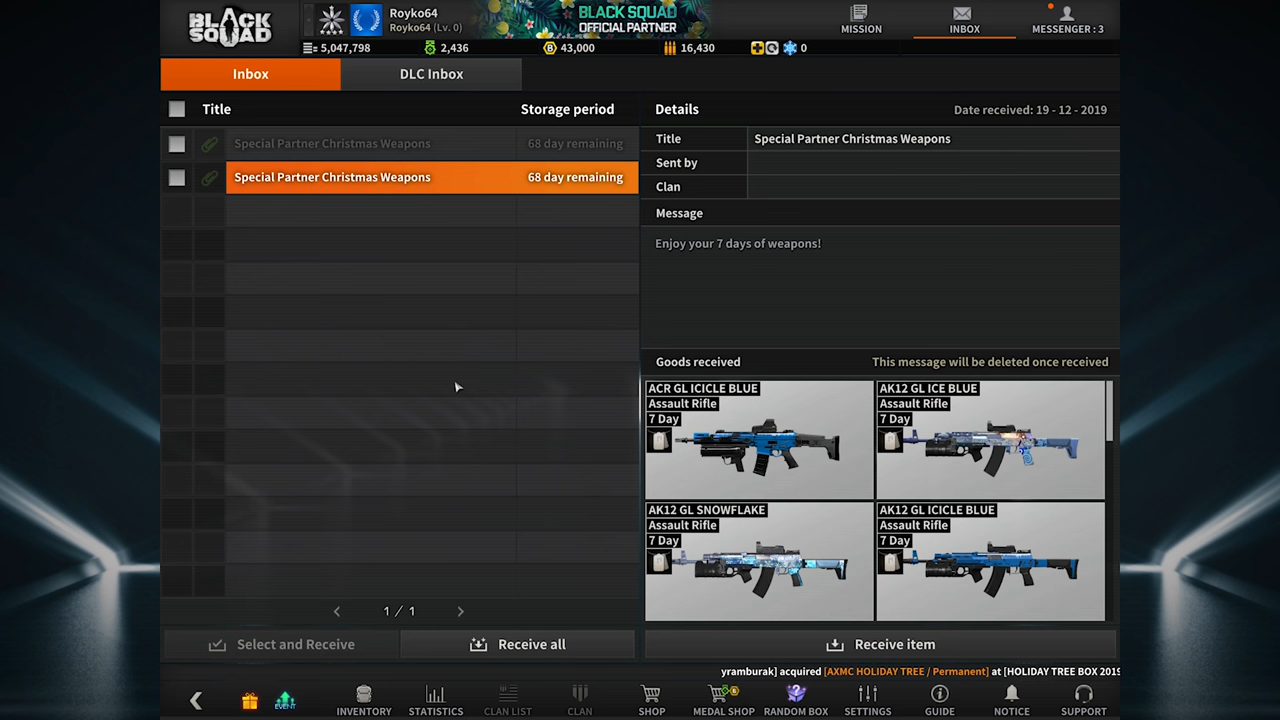 BLACK SQUAD
Royko64
Royko64 (Lv. 0)
BLACK SQUAD
OFFICIAL PARTNER
MISSION
INBOX
MESSENGER : 3
5,047,798
2,436
43,000
16,430
0
Inbox
DLC Inbox
Title
Storage period
Details
Date received: 19 - 12 - 2019
Special Partner Christmas Weapons
68 day remaining
Title
Special Partner Christmas Weapons
Special Partner Christmas Weapons
68 day remaining
Sent by
Clan
Message
Enjoy your 7 days of weapons!
Goods received
This message will be deleted once received
ACR GL ICICLE BLUE
Assault Rifle
7 Day
AK12 GL ICE BLUE
Assault Rifle
7 Day
AK12 GL SNOWFLAKE
Assault Rifle
7 Day
AK12 GL ICICLE BLUE
Assault Rifle
7 Day
1 / 1
Select and Receive
Receive all
Receive item
yramburak] acquired [AXMC HOLIDAY TREE / Permanent] at [HOLIDAY TREE BOX 2019
EVENT
INVENTORY
STATISTICS
CLAN LIST
CLAN
SHOP
MEDAL SHOP
RANDOM BOX
SETTINGS
GUIDE
NOTICE
SUPPORT